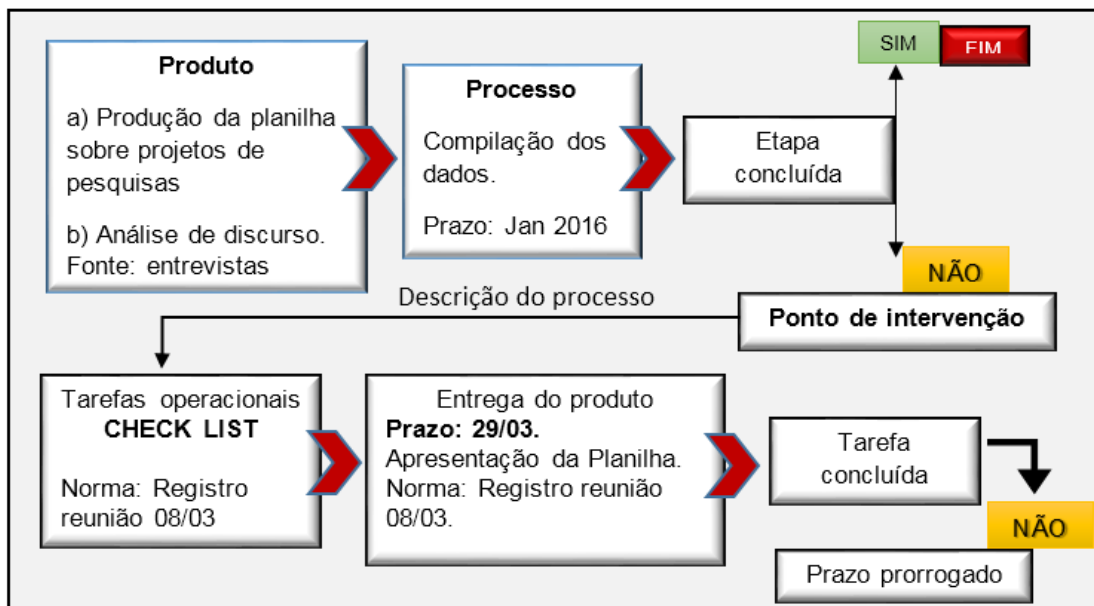 Produto
a) Produção da planilha
sobre projetos de
pesquisas
b) Análise de discurso.
Fonte: entrevistas
Processo
Compilação dos
dados.
Prazo: Jan 2016
Etapa
concluída
SIM
FIM
NÃO
Ponto de intervenção
Descrição do processo
Tarefas operacionais
CHECK LIST
Norma: Registro
reunião 08/03
Entrega do produto
Prazo: 29/03.
Apresentação da Planilha.
Norma: Registro reunião
08/03.
Tarefa
concluída
NÃO
Prazo prorrogado